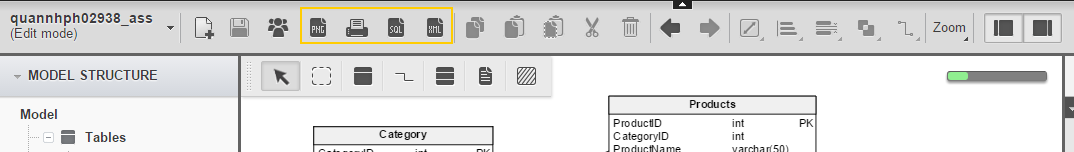 quannhph02938_ass
(Edit mode)
PNG
SQL
XML
Zoom
MODEL STRUCTURE
Model
Tables
Category
CategoryID int PK
Products
ProductID int PK
CategoryID int
ProductName varchar(50)